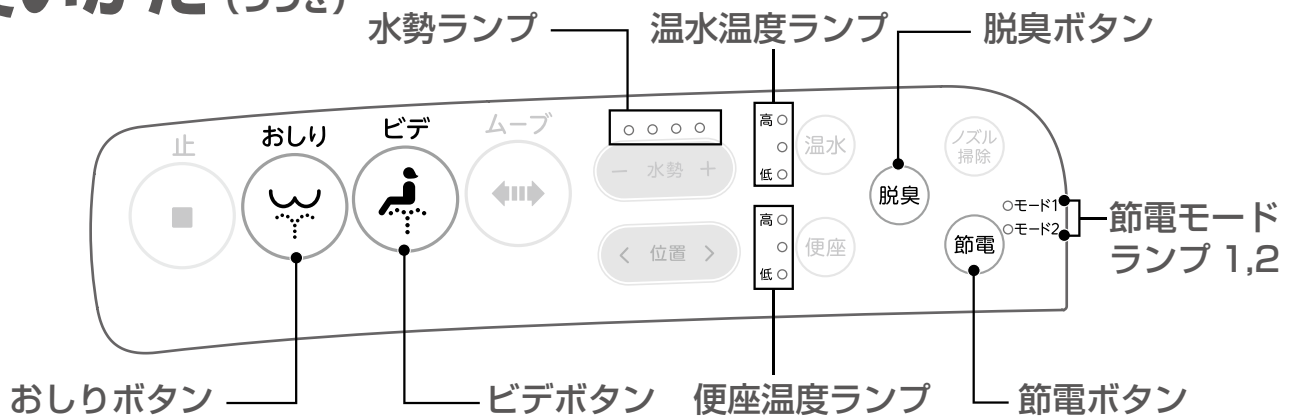 (つづき)
水勢ランプ
温水温度ランプ
脱臭ボタン
止
おしり
ビデ
ムーブ
高
低
温水
ノズル
掃除
− 水勢 +
脱臭
モード1
モード2
節電モード
ランプ 1,2
高
低
< 位置 >
便座
節電
おしりボタン
ビデボタン
便座温度ランプ
節電ボタン